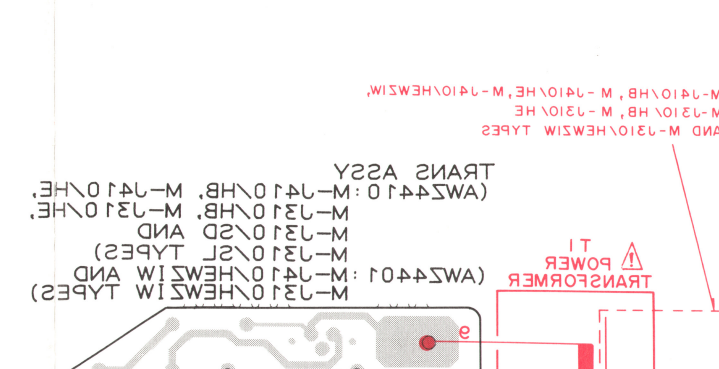 M-J410/HB, M-J410/HE, M-J410/HEWZIW,
M-J310/HB, M-J310/HE
AND M-J310/HEWZIW TYPES
TRANS ASSY
(AWZ4410:M-J410/HB, M-J410/HE,
M-J310/HB, M-J310/HE,
M-J310/SD AND
M-J310/SL TYPES)
(AWZ4401:M-J410/HEWZIW AND
M-J310/HEWZIW TYPES)
T1
⚠ POWER
TRANSFORMER
9